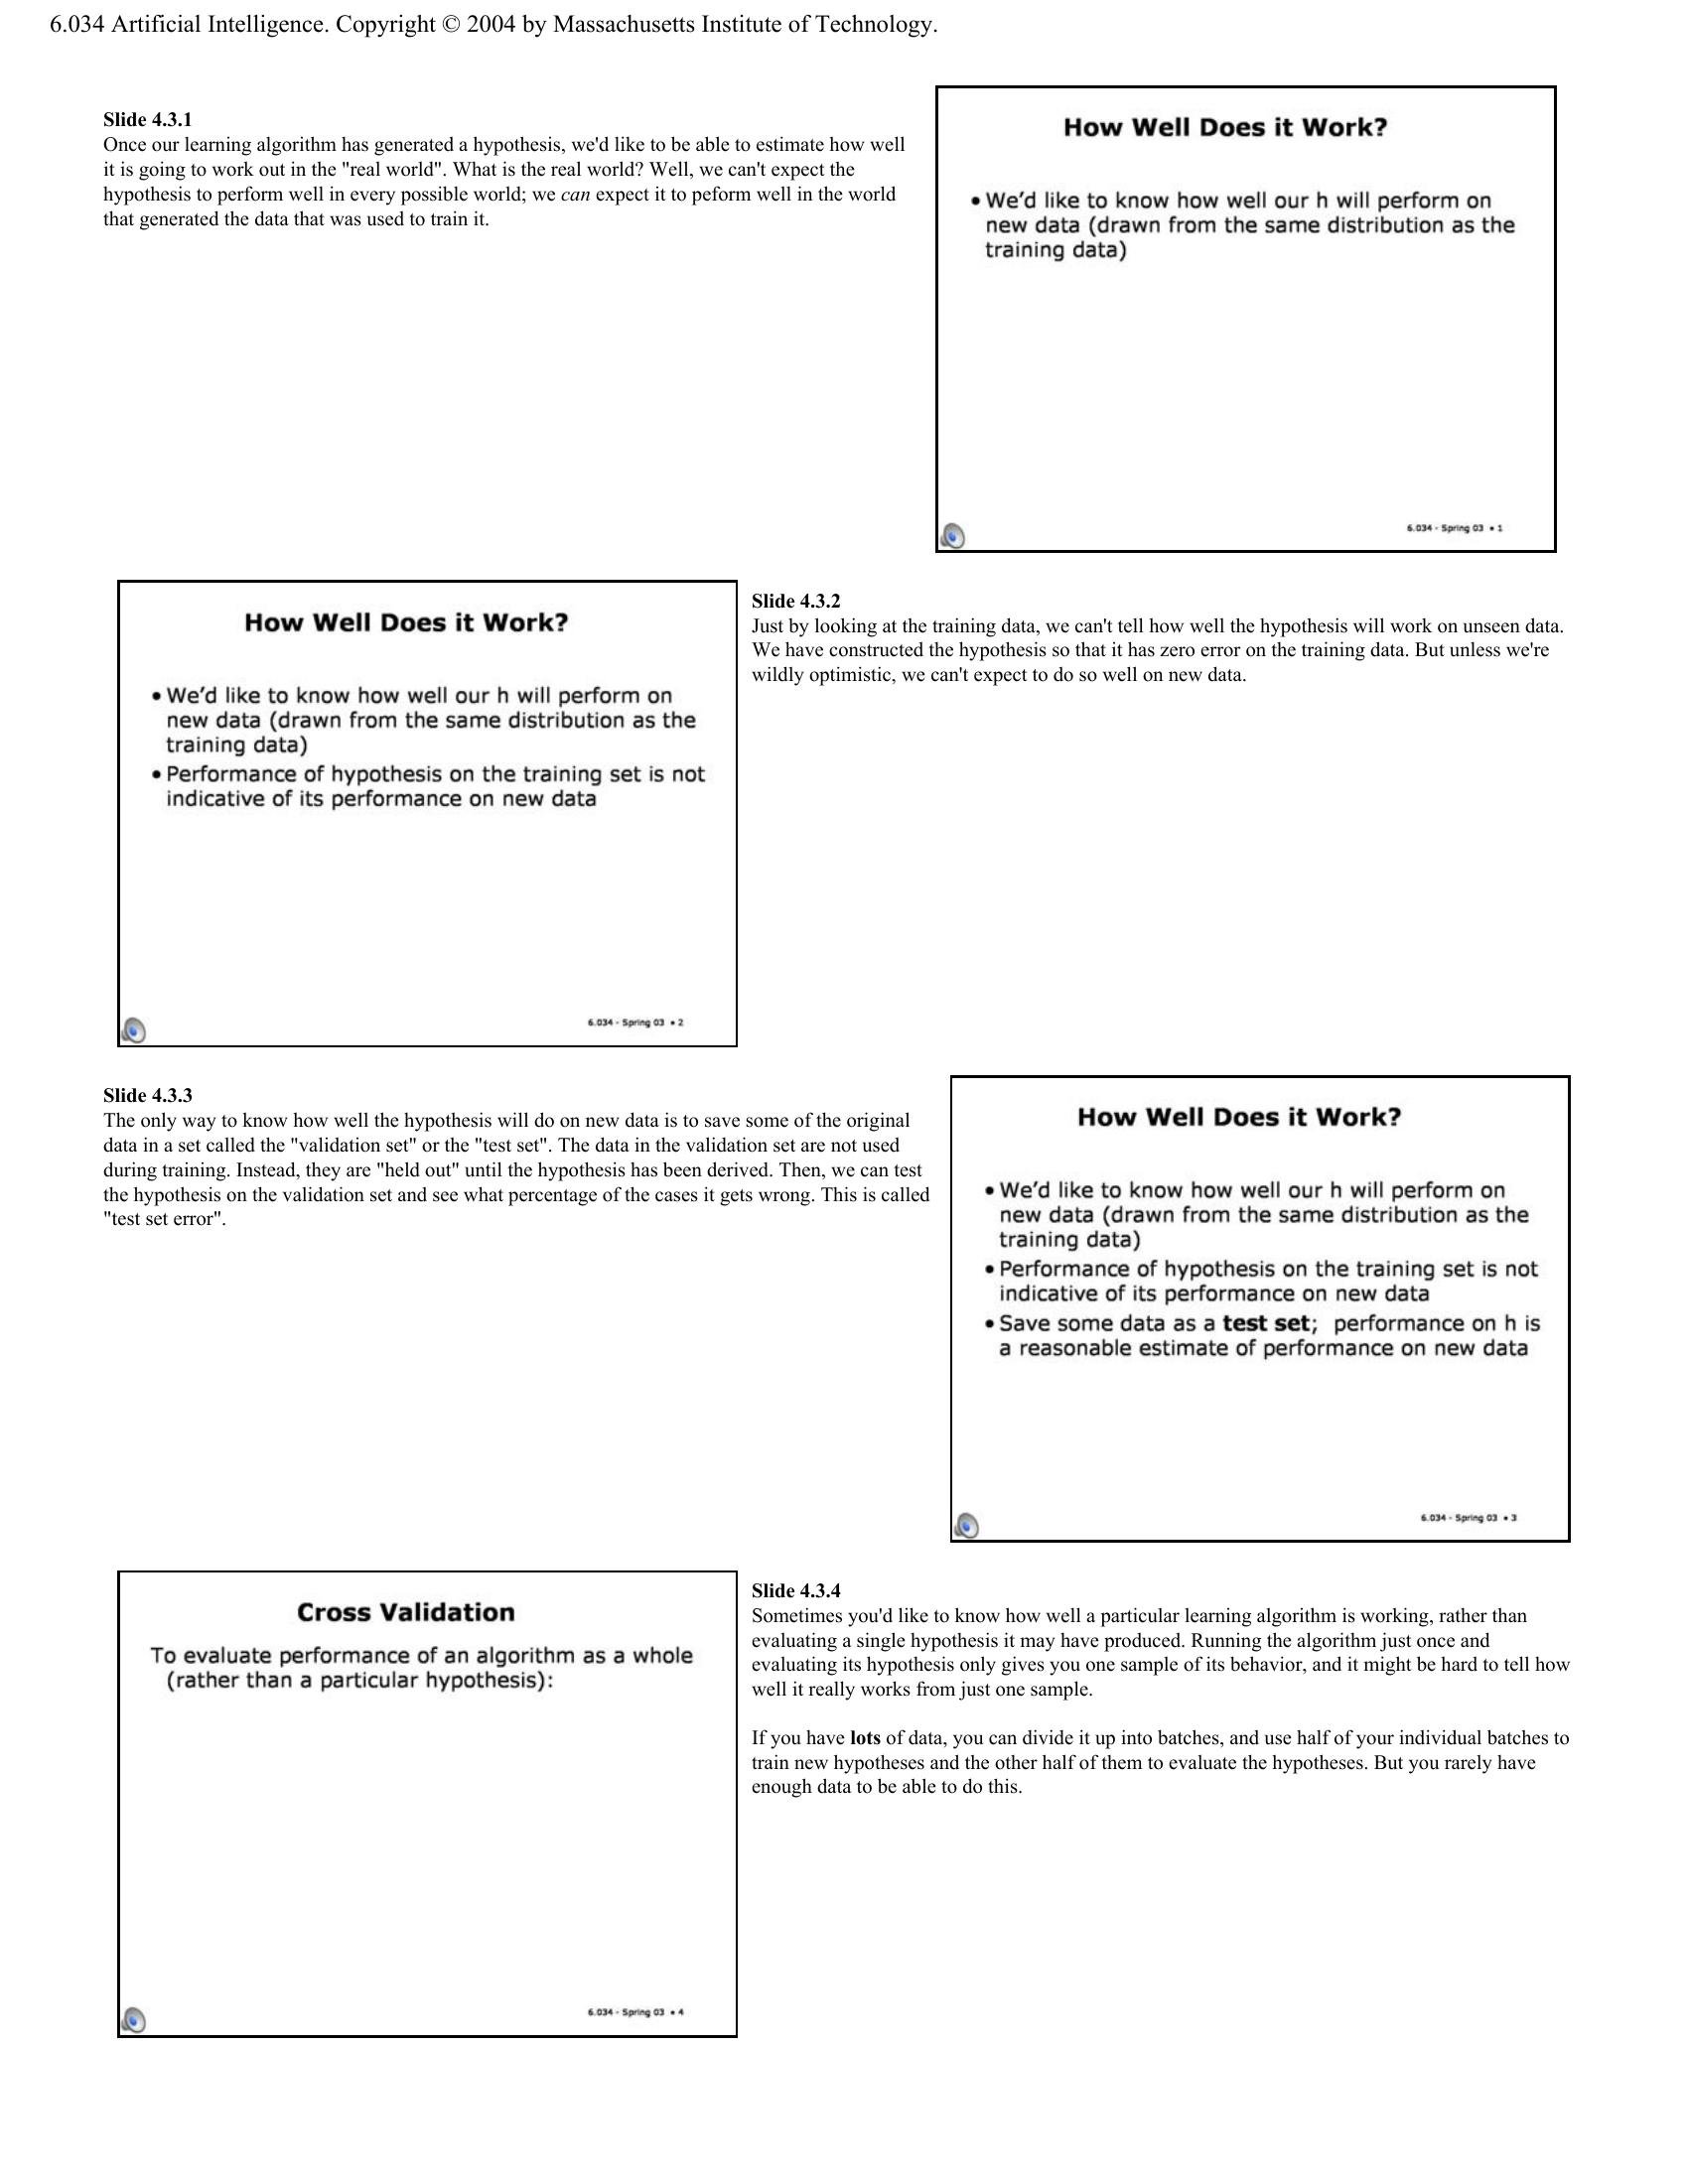 6.034 Artificial Intelligence. Copyright © 2004 by Massachusetts Institute of Technology.
Slide 4.3.1
Once our learning algorithm has generated a hypothesis, we'd like to be able to estimate how well
it is going to work out in the "real world". What is the real world? Well, we can't expect the
hypothesis to perform well in every possible world; we can expect it to peform well in the world
that generated the data that was used to train it.
How Well Does it Work?
• We'd like to know how well our h will perform on
new data (drawn from the same distribution as the
training data)
6.034 - Spring 03 • 1
How Well Does it Work?
• We'd like to know how well our h will perform on
new data (drawn from the same distribution as the
training data)
• Performance of hypothesis on the training set is not
indicative of its performance on new data
6.034 - Spring 03 • 2
Slide 4.3.2
Just by looking at the training data, we can't tell how well the hypothesis will work on unseen data.
We have constructed the hypothesis so that it has zero error on the training data. But unless we're
wildly optimistic, we can't expect to do so well on new data.
Slide 4.3.3
The only way to know how well the hypothesis will do on new data is to save some of the original
data in a set called the "validation set" or the "test set". The data in the validation set are not used
during training. Instead, they are "held out" until the hypothesis has been derived. Then, we can test
the hypothesis on the validation set and see what percentage of the cases it gets wrong. This is called
"test set error".
How Well Does it Work?
• We'd like to know how well our h will perform on
new data (drawn from the same distribution as the
training data)
• Performance of hypothesis on the training set is not
indicative of its performance on new data
• Save some data as a test set; performance on h is
a reasonable estimate of performance on new data
6.034 - Spring 03 • 3
Cross Validation
To evaluate performance of an algorithm as a whole
(rather than a particular hypothesis):
6.034 - Spring 03 • 4
Slide 4.3.4
Sometimes you'd like to know how well a particular learning algorithm is working, rather than
evaluating a single hypothesis it may have produced. Running the algorithm just once and
evaluating its hypothesis only gives you one sample of its behavior, and it might be hard to tell how
well it really works from just one sample.
If you have lots of data, you can divide it up into batches, and use half of your individual batches to
train new hypotheses and the other half of them to evaluate the hypotheses. But you rarely have
enough data to be able to do this.